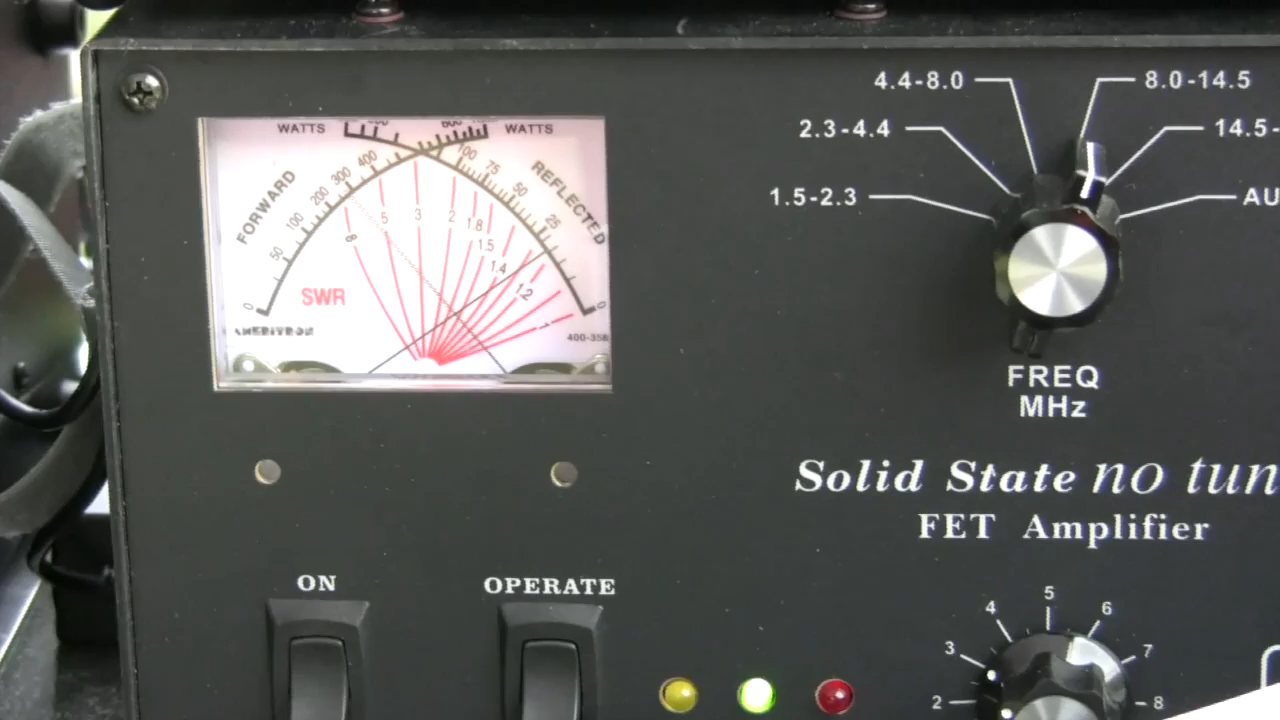 WATTS
WATTS
FORWARD
REFLECTED
0
50
100
200
300
400
600
100
75
50
25
0
∞
5
3
2
1.8
1.5
1.4
1.2
1
SWR
AMERITRON
400-358
4.4-8.0
8.0-14.5
2.3-4.4
14.5-
1.5-2.3
AU
FREQ
MHz
Solid State no tun
FET Amplifier
ON
OPERATE
2
3
4
5
6
7
8